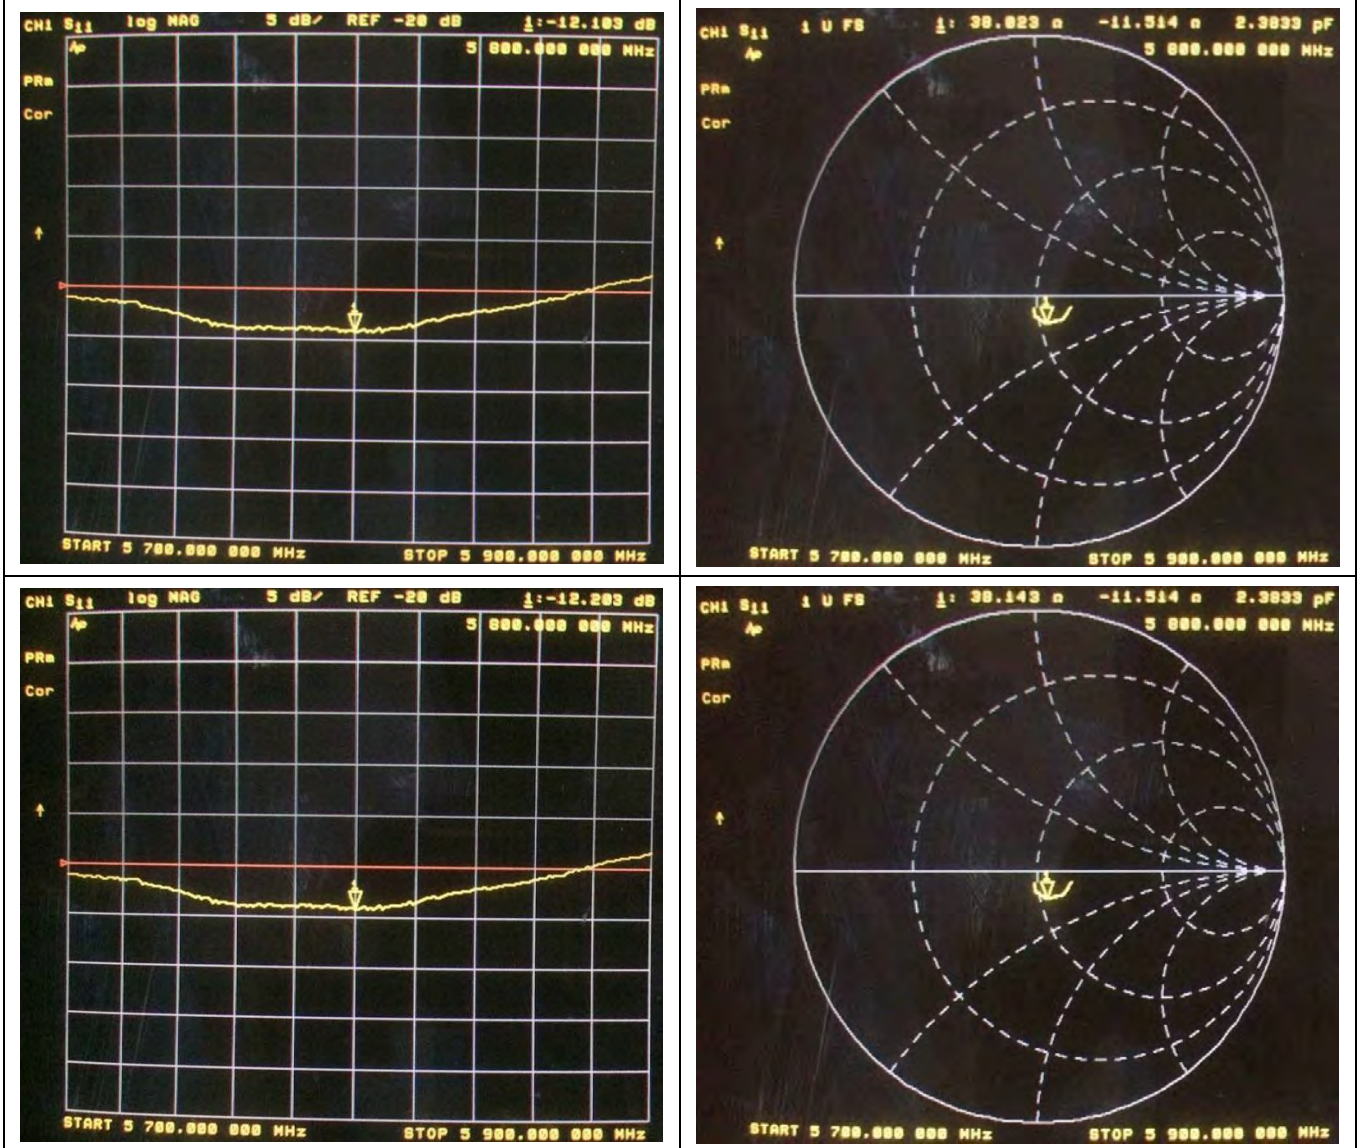 CH1 S11 log MAG 5 dB/ REF -20 dB 1:-12.103 dB
5 800.000 000 MHz
PRm
Cor
START 5 700.000 000 MHz STOP 5 900.000 000 MHz
CH1 S11 1 U FS 1: 38.023 Ω -11.514 Ω 2.3833 pF
5 800.000 000 MHz
PRm
Cor
START 5 700.000 000 MHz STOP 5 900.000 000 MHz
CH1 S11 log MAG 5 dB/ REF -20 dB 1:-12.203 dB
5 800.000 000 MHz
PRm
Cor
START 5 700.000 000 MHz STOP 5 900.000 000 MHz
CH1 S11 1 U FS 1: 38.143 Ω -11.514 Ω 2.3833 pF
5 800.000 000 MHz
PRm
Cor
START 5 700.000 000 MHz STOP 5 900.000 000 MHz